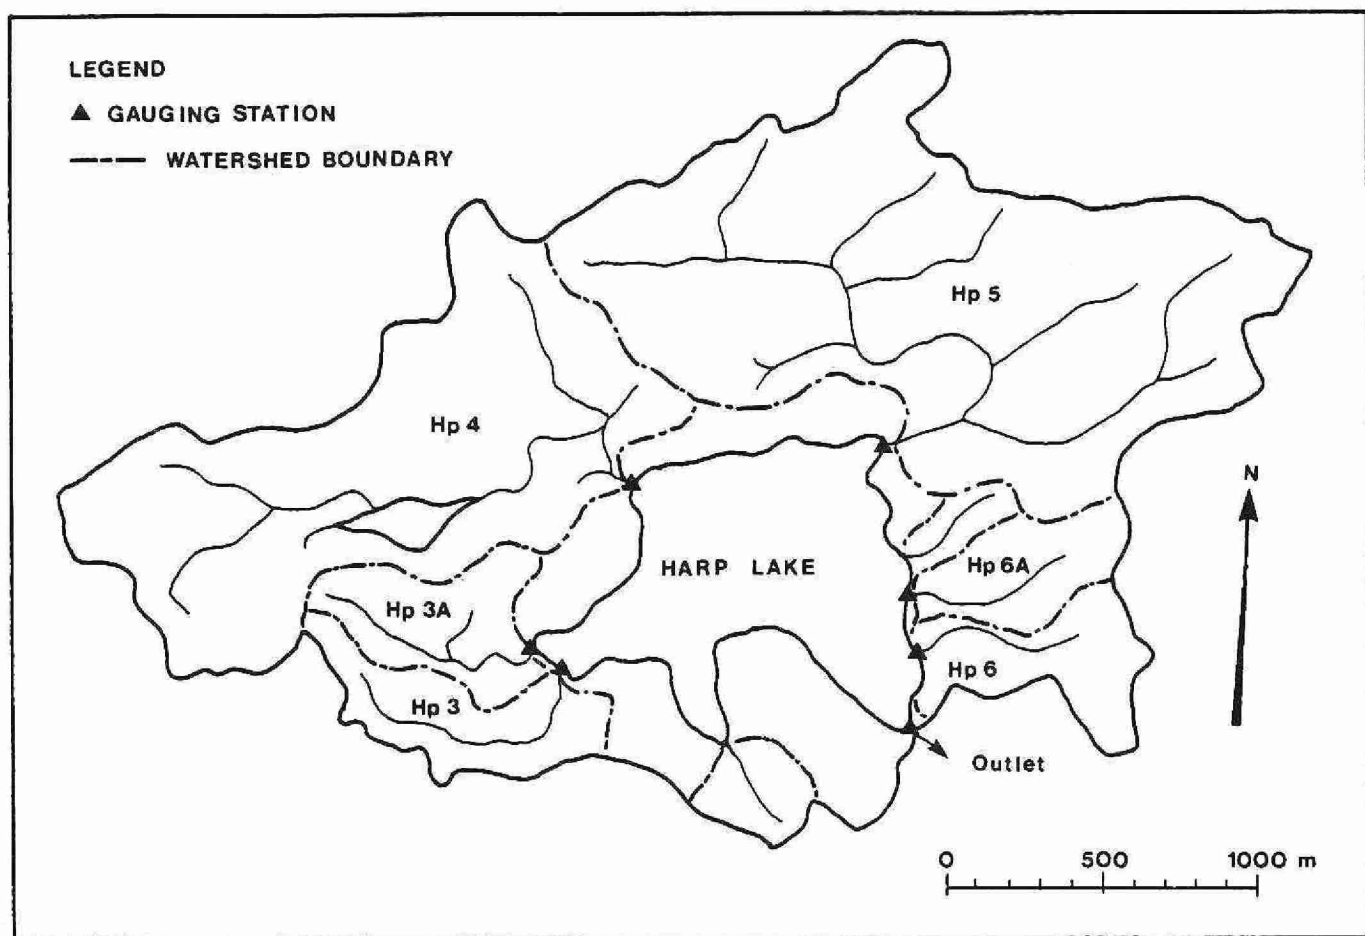 LEGEND
GAUGING STATION
WATERSHED BOUNDARY
Hp 5
Hp 4
N
HARP LAKE
Hp 6A
Hp 3A
Hp 6
Hp 3
Outlet
0 500 1000 m